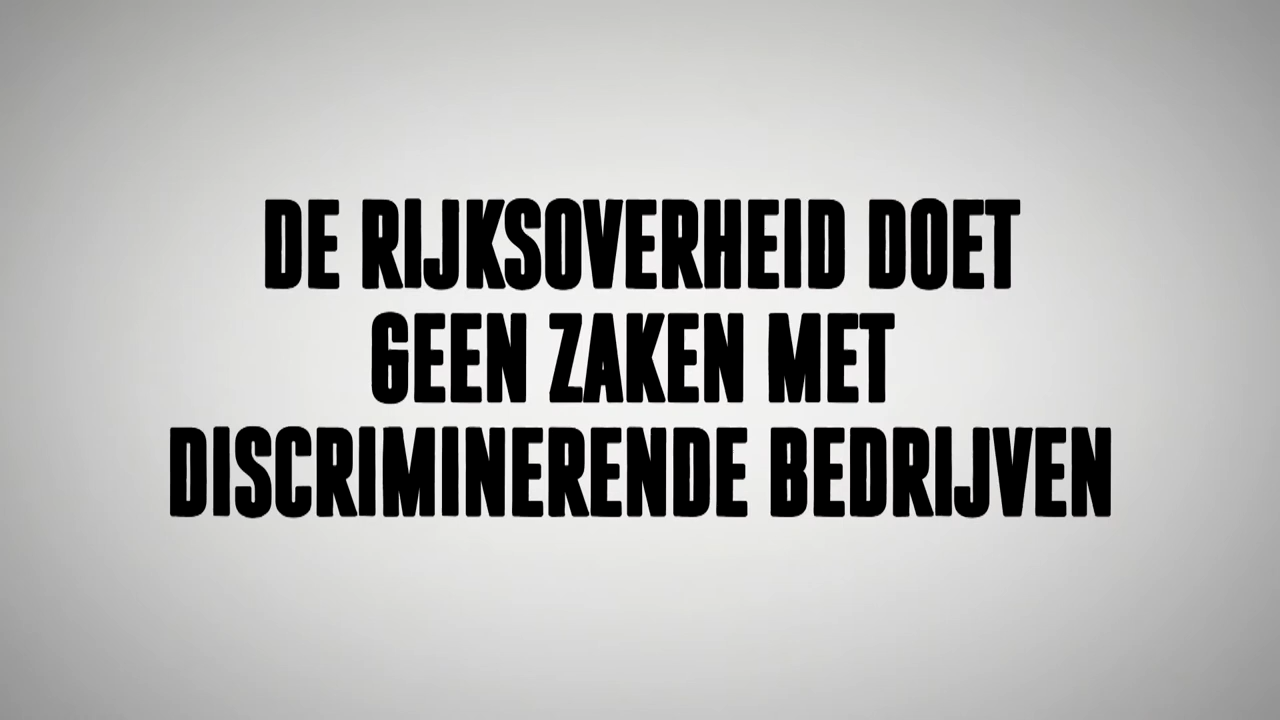 DE RIJKSOVERHEID DOET
GEEN ZAKEN MET
DISCRIMINERENDE BEDRIJVEN